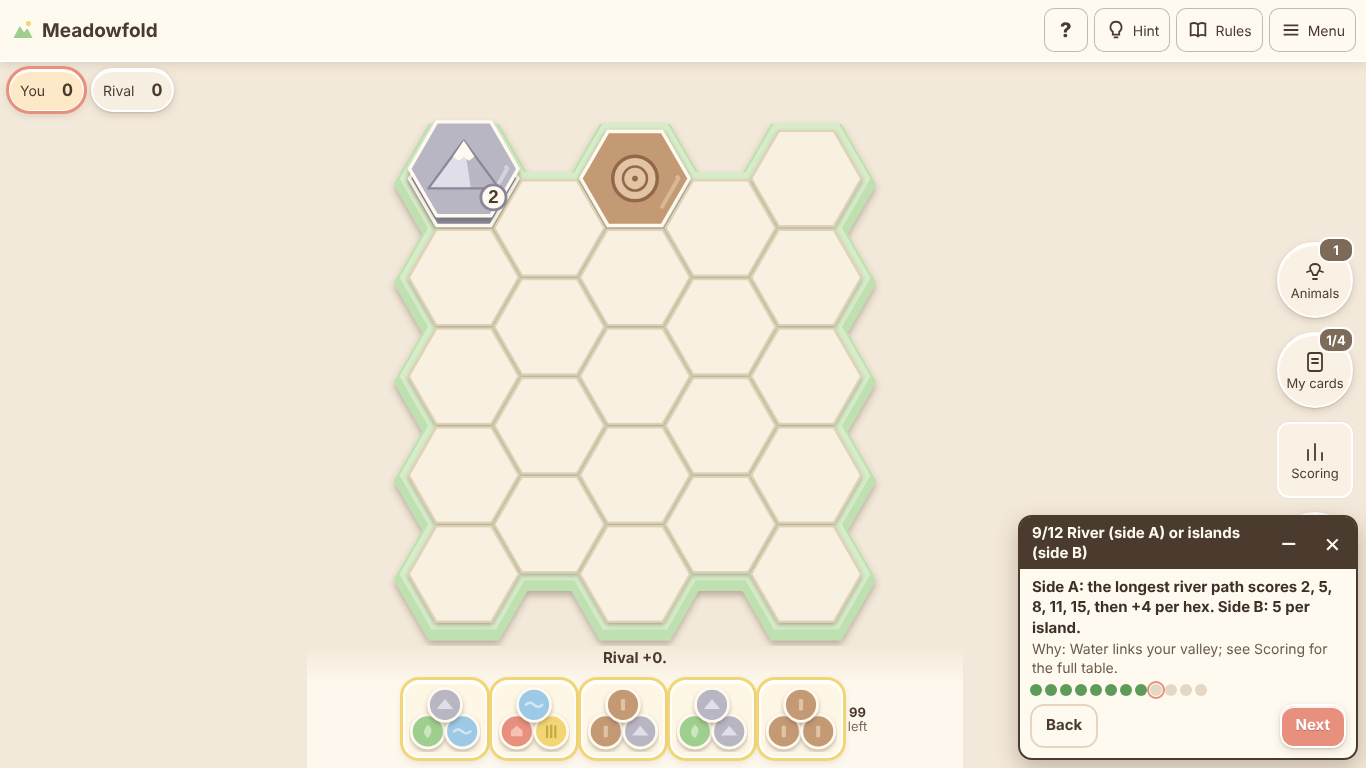 Meadowfold
?
Hint
Rules
Menu
You 0
Rival 0
2
1
Animals
1/4
My cards
Scoring
9/12 River (side A) or islands
(side B)
Side A: the longest river path scores 2, 5,
8, 11, 15, then +4 per hex. Side B: 5 per
island.
Why: Water links your valley; see Scoring for
the full table.
Back
Next
Rival +0.
99
left